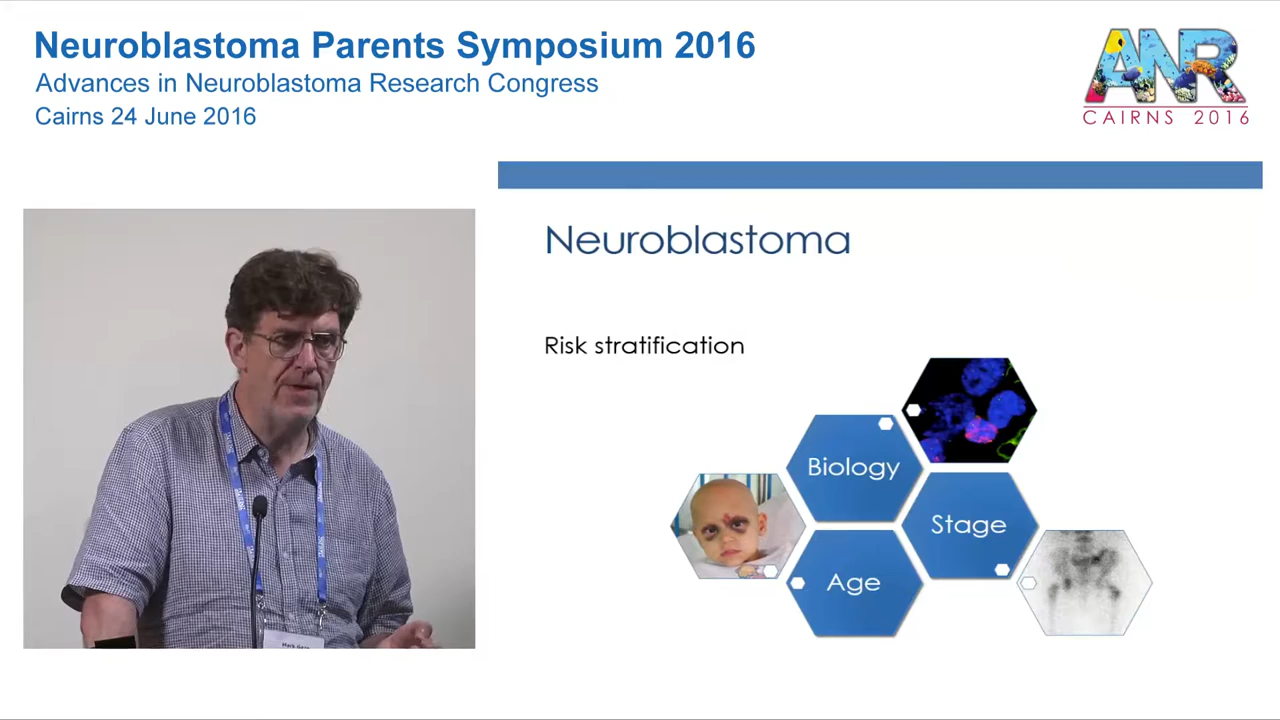 Neuroblastoma Parents Symposium 2016
Advances in Neuroblastoma Research Congress
Cairns 24 June 2016
ANR
CAIRNS 2016
Neuroblastoma
Risk stratification
Biology
Stage
Age
Mark